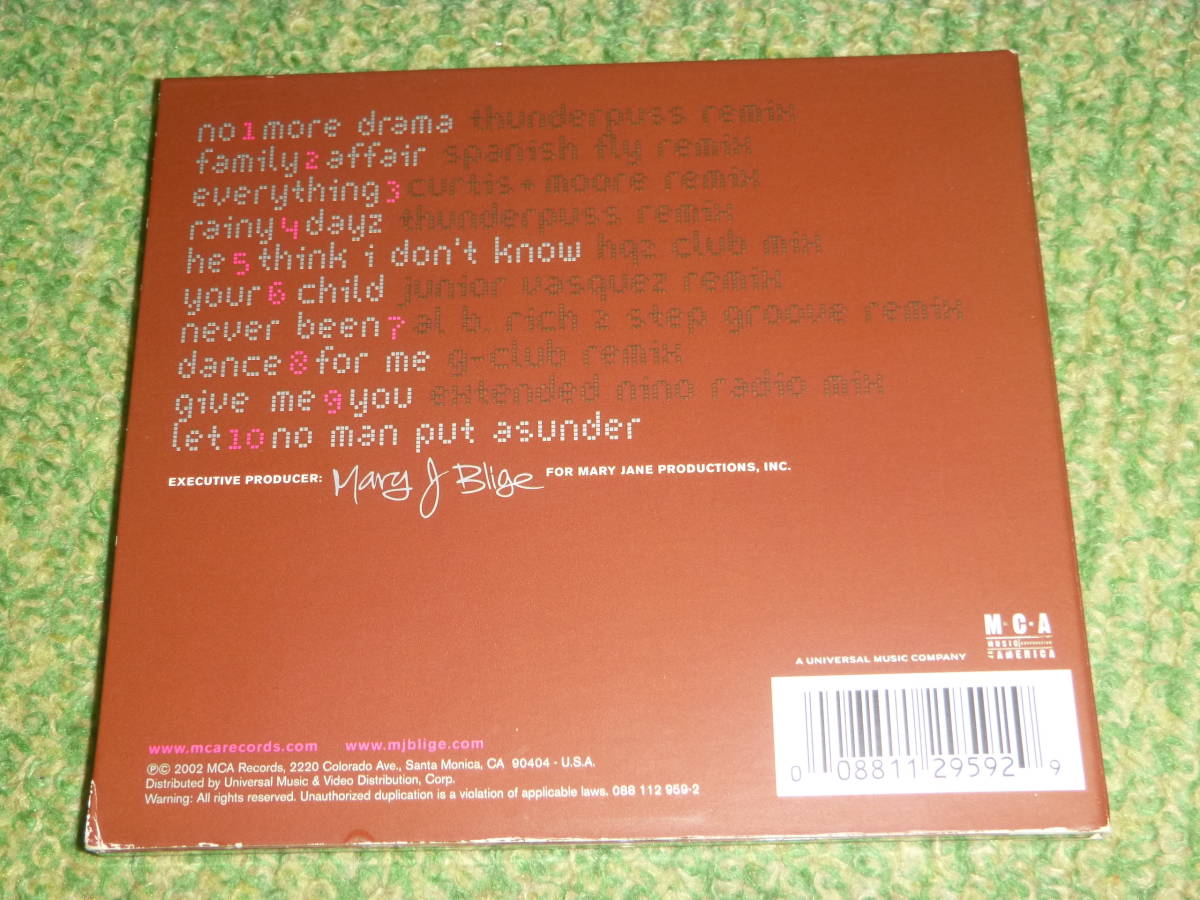 no 1 more drama thunderpuss remix
family 2 affair spanish fly remix
everything 3 curtis + moore remix
rainy 4 dayz thunderpuss remix
he 5 think i don't know hqz club mix
your 6 child junior vasquez remix
never been 7 al b. rich 2 step groove remix
dance 8 for me g-club remix
give me 9 you extended nino radio mix
let 10 no man put asunder
EXECUTIVE PRODUCER: Mary J Blige FOR MARY JANE PRODUCTIONS, INC.
M·C·A
MUSIC
AMERICA
A UNIVERSAL MUSIC COMPANY
www.mcarecords.com www.mjblige.com
℗© 2002 MCA Records, 2220 Colorado Ave., Santa Monica, CA 90404 · U.S.A.
Distributed by Universal Music & Video Distribution, Corp.
Warning: All rights reserved. Unauthorized duplication is a violation of applicable laws. 088 112 959-2
0 08811 29592 9